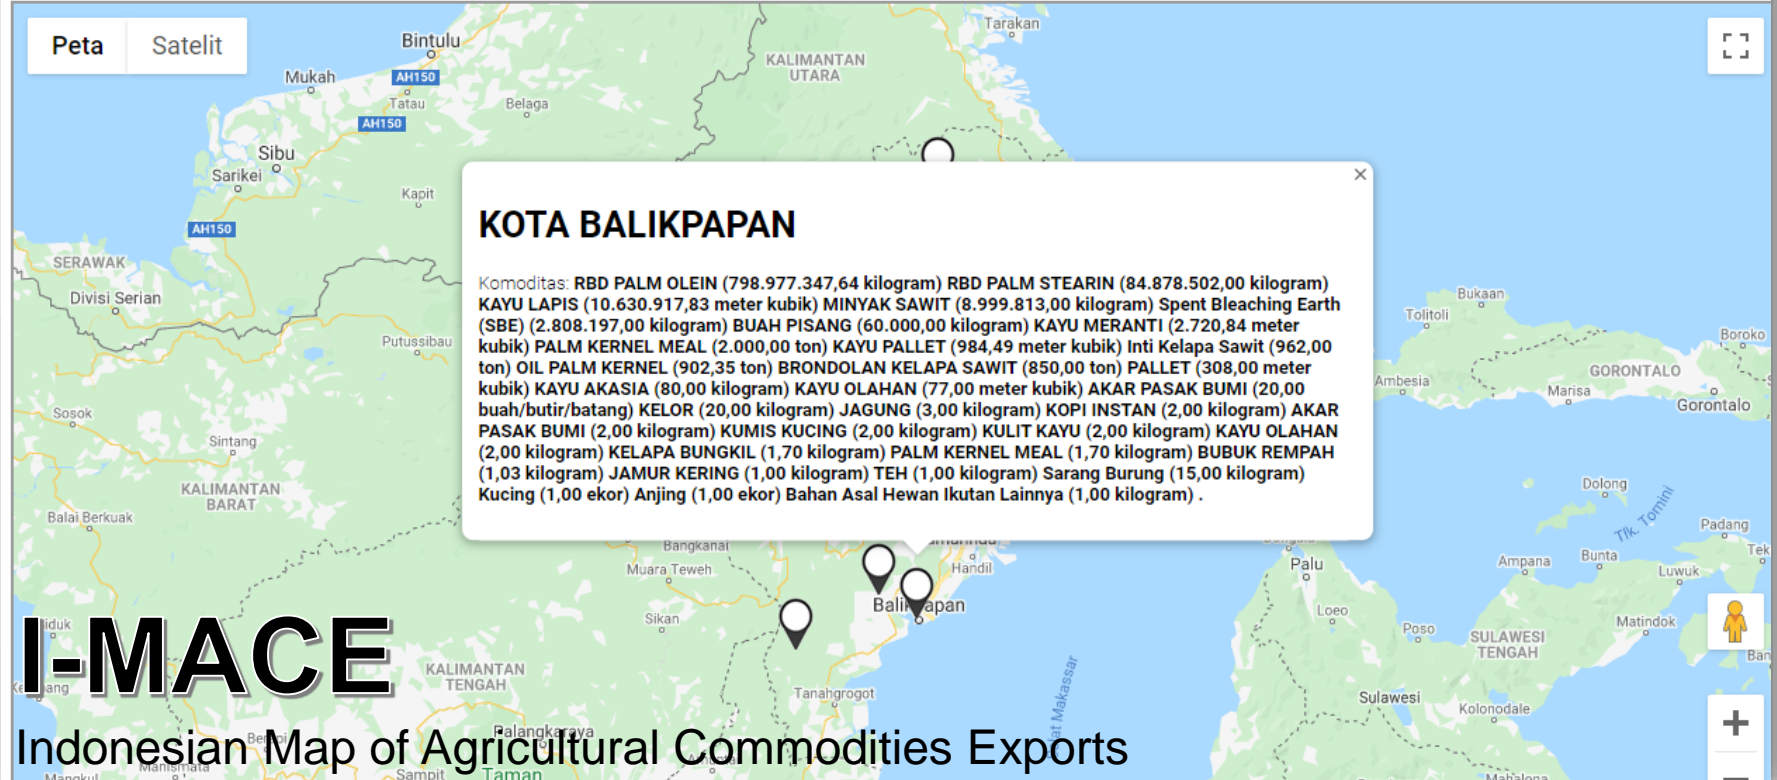 Peta Satelit
Bintulu
Tarakan
KALIMANTAN
UTARA
Mukah
AH150
Tatau
Belaga
AH150
Sibu
Sarikei
Kapit
AH150
SERAWAK
Divisi Serian
Putussibau
Sosok
Sintang
KALIMANTAN
BARAT
Balai Berkuak
KOTA BALIKPAPAN
Komoditas: RBD PALM OLEIN (798.977.347,64 kilogram) RBD PALM STEARIN (84.878.502,00 kilogram)
KAYU LAPIS (10.630.917,83 meter kubik) MINYAK SAWIT (8.999.813,00 kilogram) Spent Bleaching Earth
(SBE) (2.808.197,00 kilogram) BUAH PISANG (60.000,00 kilogram) KAYU MERANTI (2.720,84 meter
kubik) PALM KERNEL MEAL (2.000,00 ton) KAYU PALLET (984,49 meter kubik) Inti Kelapa Sawit (962,00
ton) OIL PALM KERNEL (902,35 ton) BRONDOLAN KELAPA SAWIT (850,00 ton) PALLET (308,00 meter
kubik) KAYU AKASIA (80,00 kilogram) KAYU OLAHAN (77,00 meter kubik) AKAR PASAK BUMI (20,00
buah/butir/batang) KELOR (20,00 kilogram) JAGUNG (3,00 kilogram) KOPI INSTAN (2,00 kilogram) AKAR
PASAK BUMI (2,00 kilogram) KUMIS KUCING (2,00 kilogram) KULIT KAYU (2,00 kilogram) KAYU OLAHAN
(2,00 kilogram) KELAPA BUNGKIL (1,70 kilogram) PALM KERNEL MEAL (1,70 kilogram) BUBUK REMPAH
(1,03 kilogram) JAMUR KERING (1,00 kilogram) TEH (1,00 kilogram) Sarang Burung (15,00 kilogram)
Kucing (1,00 ekor) Anjing (1,00 ekor) Bahan Asal Hewan Ikutan Lainnya (1,00 kilogram) .
Bukaan
Tolitoli
Boroko
GORONTALO
Ambesia
Marisa
Gorontalo
Dolong
Tlk. Tomini
Padang
Bangkanai
Muara Teweh
Handil
Palu
Ampana
Bunta
Luwuk
Balikpapan
Sikan
Loeo
Poso
SULAWESI
TENGAH
Matindok
I-MACE
KALIMANTAN
TENGAH
Tanahgrogot
Sulawesi
Kolonodale
Palangkaraya
Indonesian Map of Agricultural Commodities Exports
Sampit
Taman